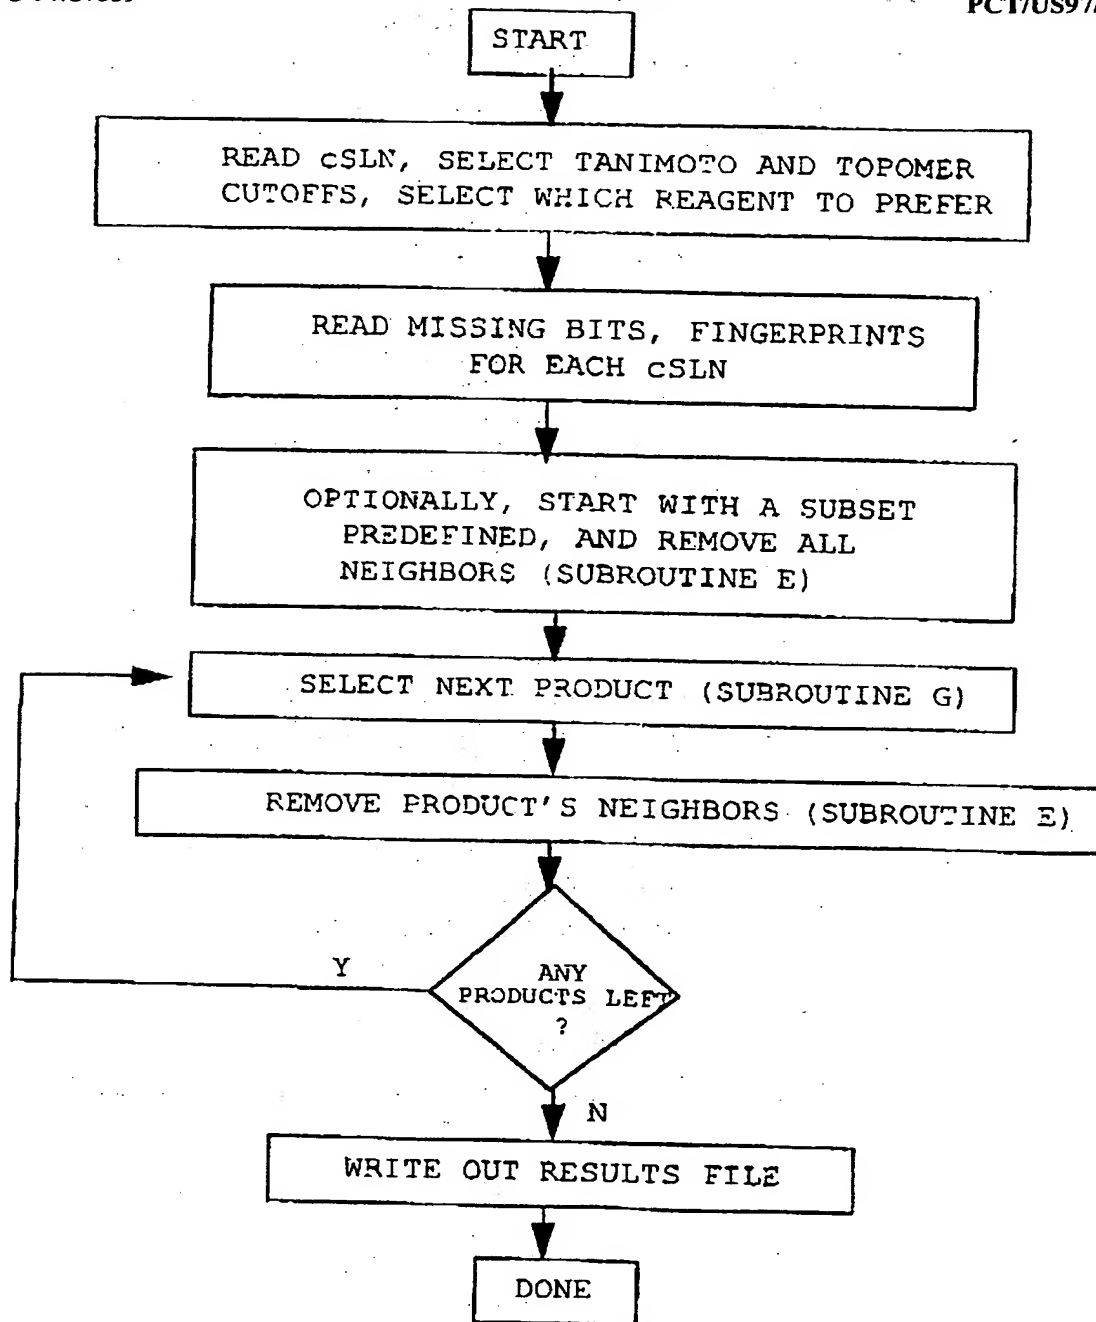 PCT/US97/
START
READ cSLN, SELECT TANIMOTO AND TOPOMER
CUTOFFS, SELECT WHICH REAGENT TO PREFER
READ MISSING BITS, FINGERPRINTS
FOR EACH cSLN
OPTIONALLY, START WITH A SUBSET
PREDEFINED, AND REMOVE ALL
NEIGHBORS (SUBROUTINE E)
SELECT NEXT PRODUCT (SUBROUTINE G)
REMOVE PRODUCT'S NEIGHBORS (SUBROUTINE E)
ANY
PRODUCTS LEFT
?
Y
N
WRITE OUT RESULTS FILE
DONE